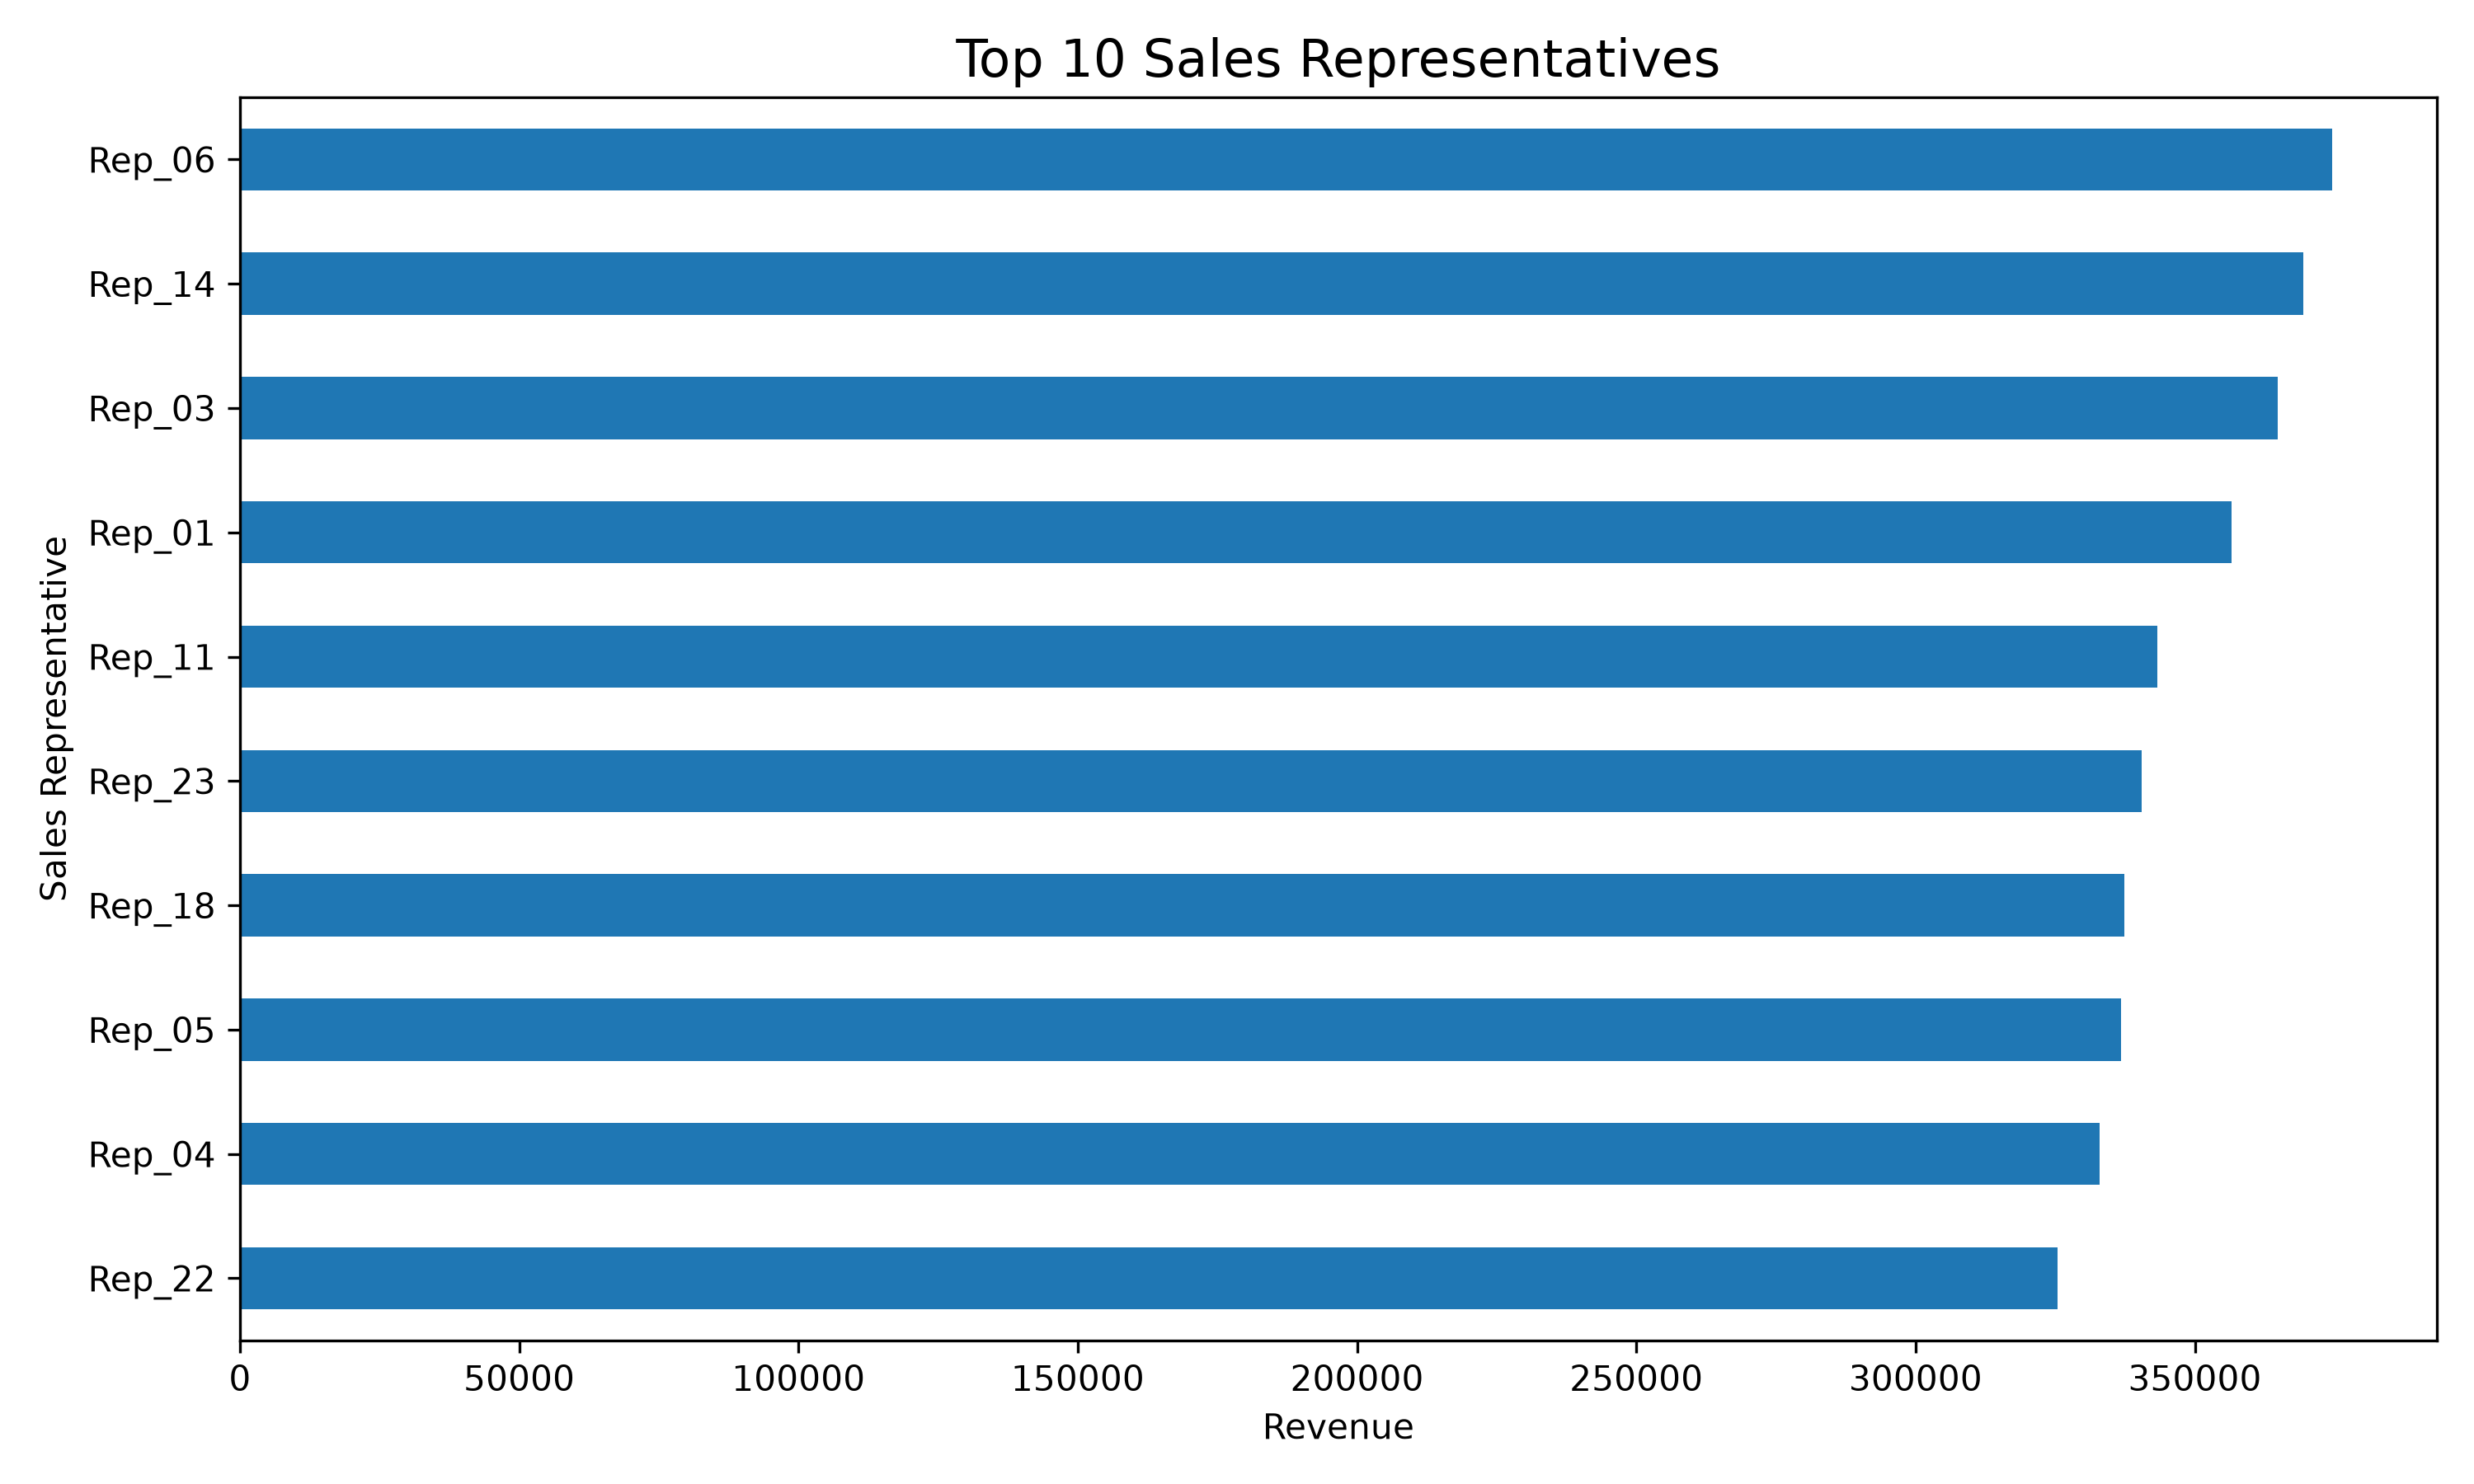 Top 10 Sales Representatives
Sales Representative
Rep_06
Rep_14
Rep_03
Rep_01
Rep_11
Rep_23
Rep_18
Rep_05
Rep_04
Rep_22
0 50000 100000 150000 200000 250000 300000 350000
Revenue